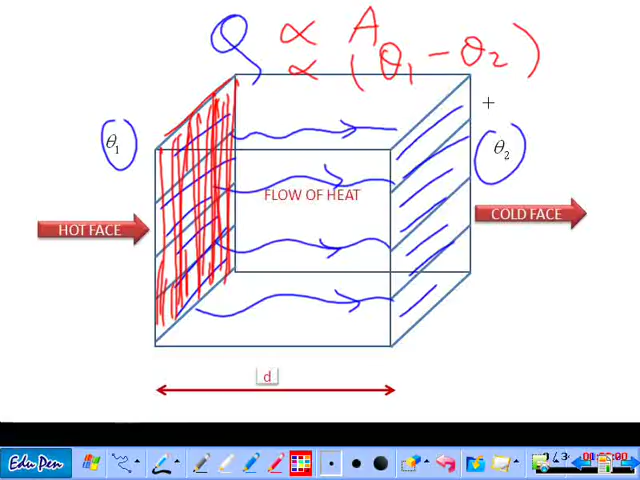 Q ∝ A
∝ (θ1 - θ2)
θ1
θ2
FLOW OF HEAT
HOT FACE
COLD FACE
d
Edu Pen